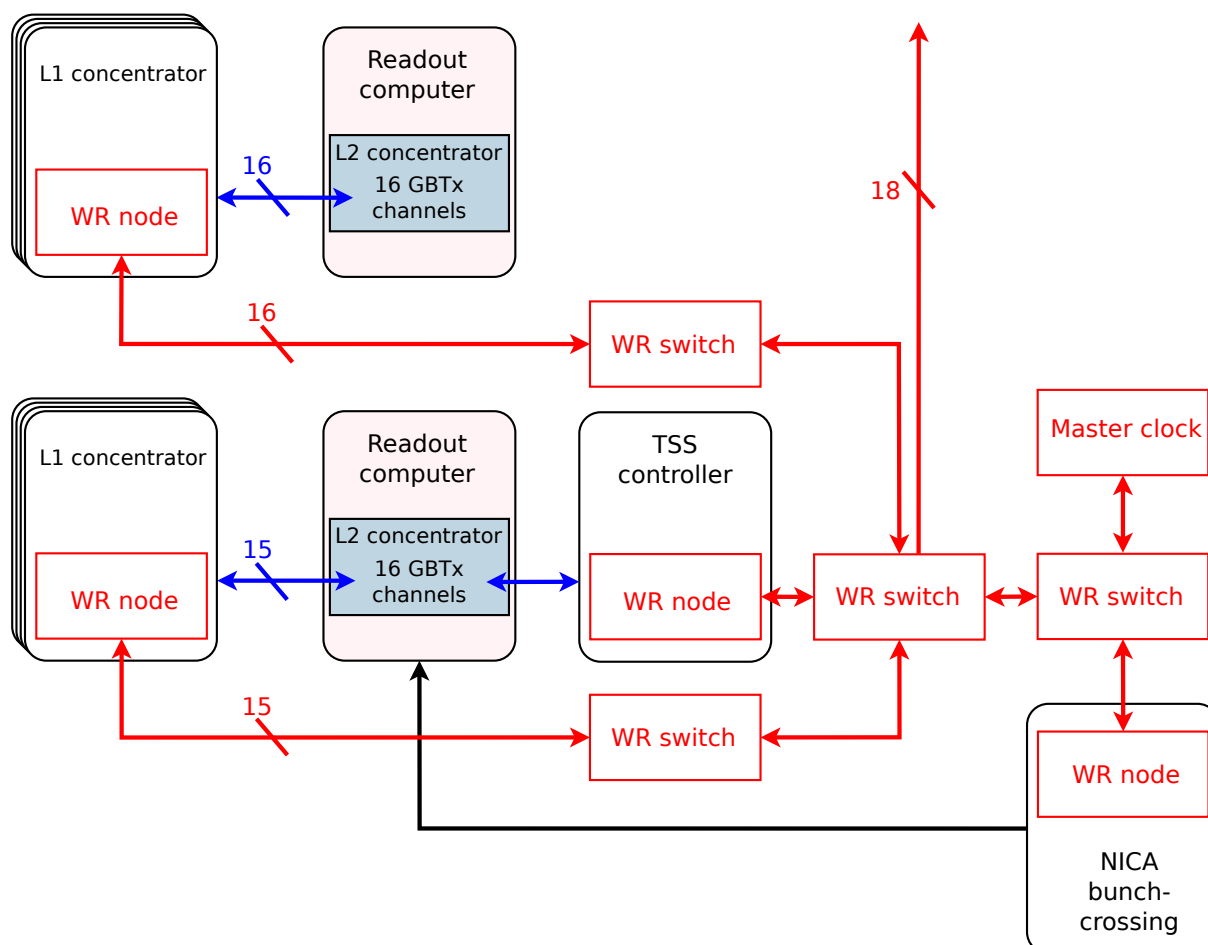 L1 concentrator
WR node
16
Readout
computer
L2 concentrator
16 GBTx
channels
18
16
WR switch
L1 concentrator
WR node
15
Readout
computer
L2 concentrator
16 GBTx
channels
TSS
controller
WR node
WR switch
Master clock
WR switch
15
WR switch
WR node
NICA
bunch-
crossing